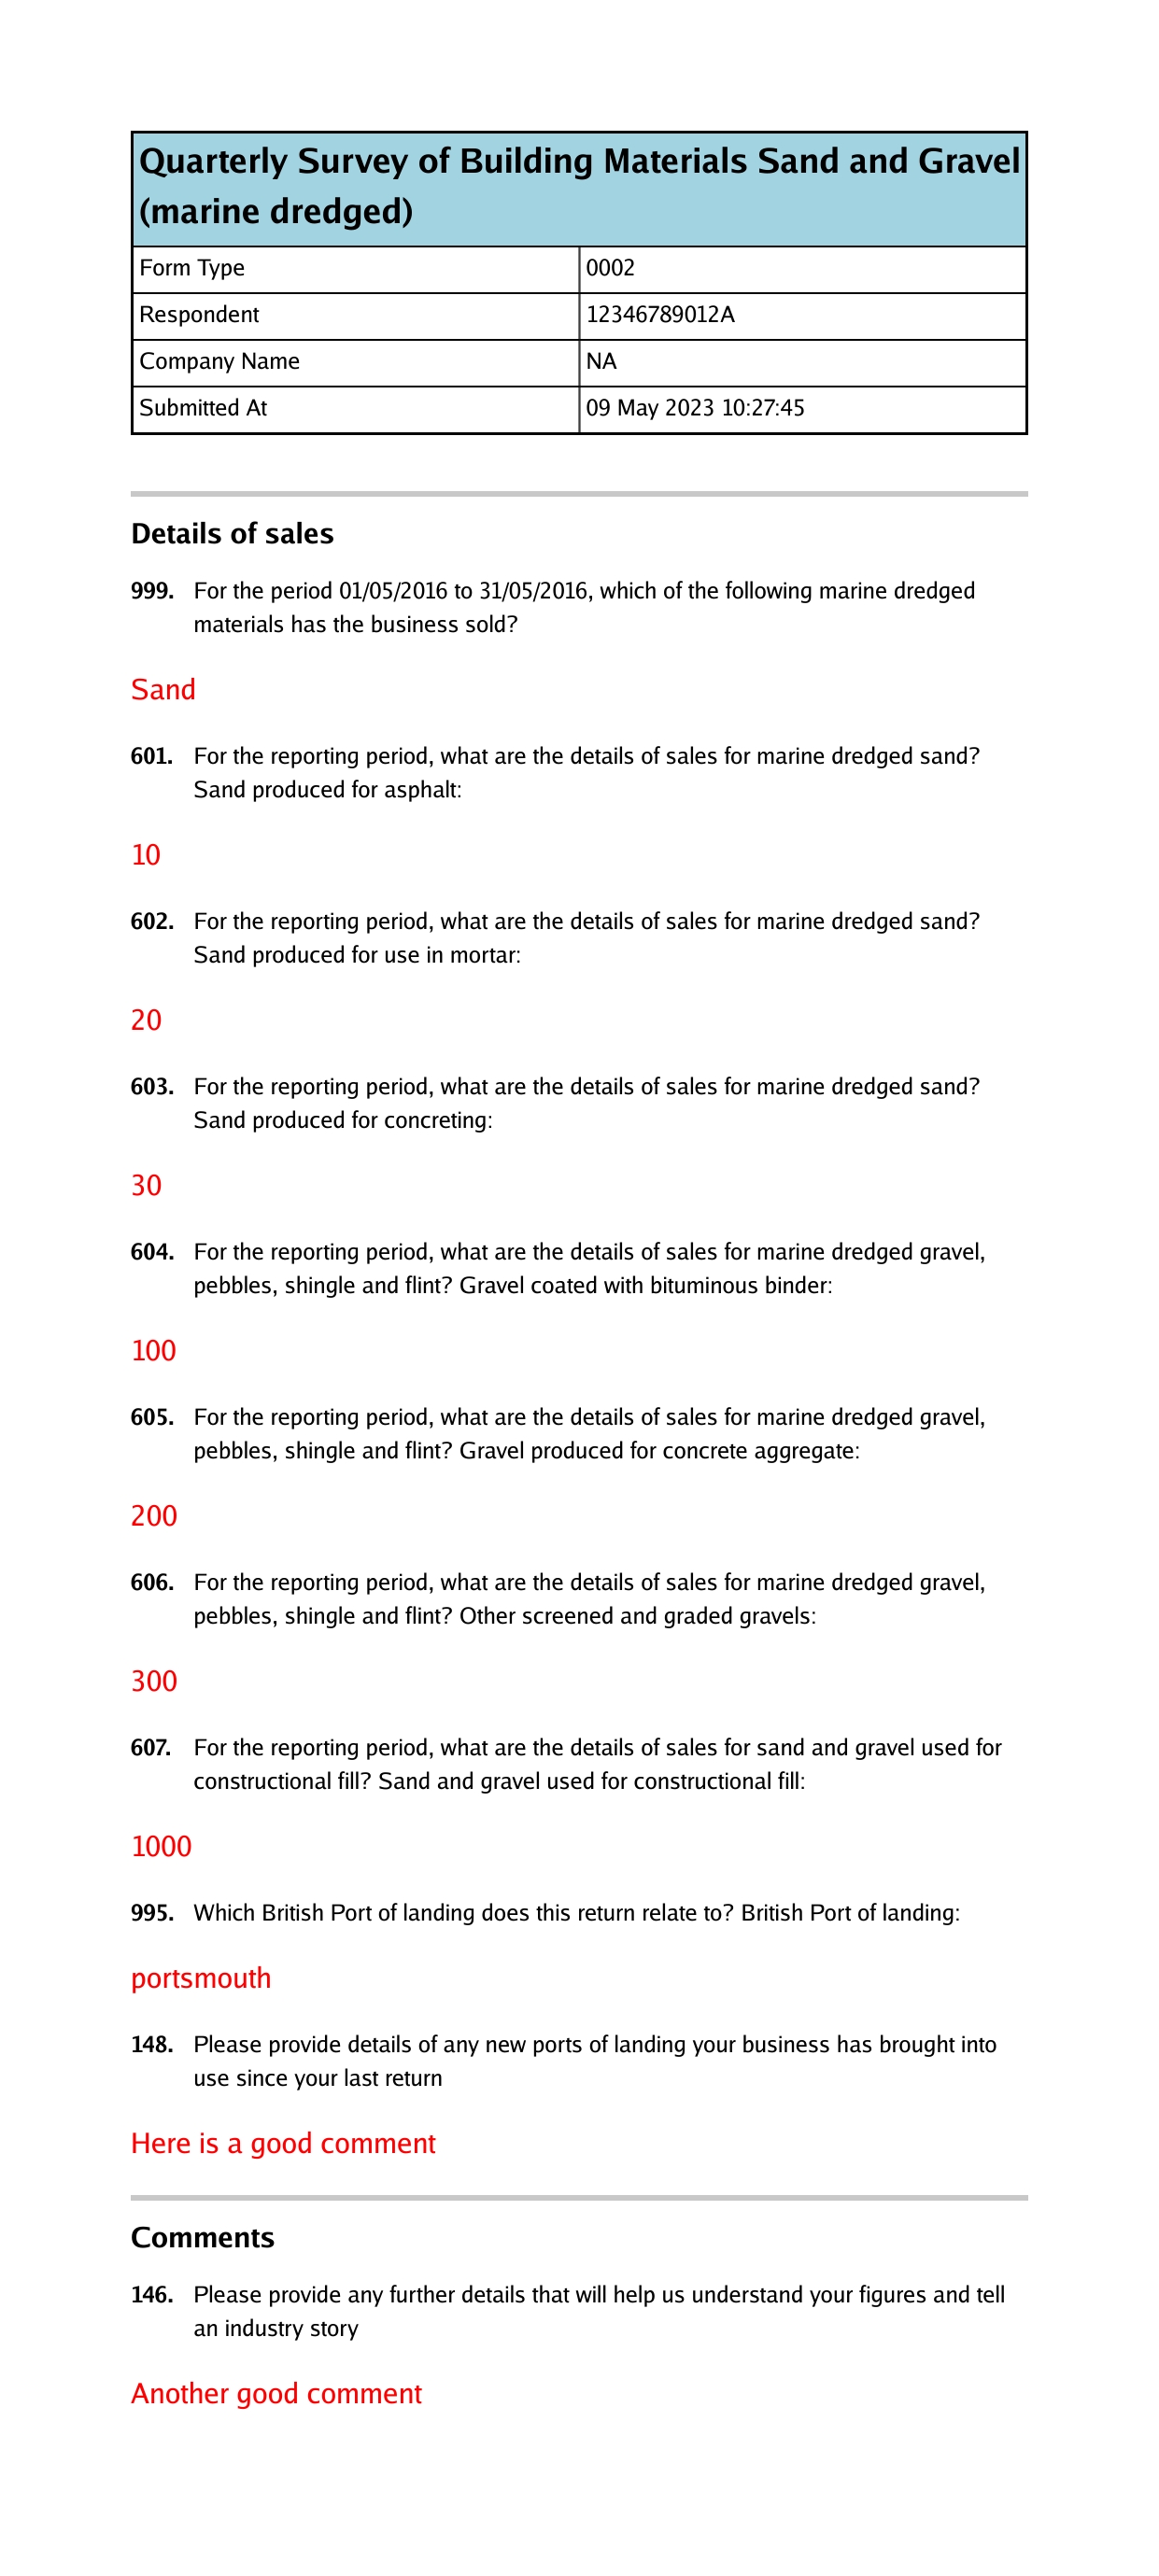 Quarterly Survey of Building Materials Sand and Gravel
(marine dredged)
Form Type 0002
Respondent 12346789012A
Company Name NA
Submitted At 09 May 2023 10:27:45
Details of sales
999. For the period 01/05/2016 to 31/05/2016, which of the following marine dredged
materials has the business sold?
Sand
601. For the reporting period, what are the details of sales for marine dredged sand?
Sand produced for asphalt:
10
602. For the reporting period, what are the details of sales for marine dredged sand?
Sand produced for use in mortar:
20
603. For the reporting period, what are the details of sales for marine dredged sand?
Sand produced for concreting:
30
604. For the reporting period, what are the details of sales for marine dredged gravel,
pebbles, shingle and flint? Gravel coated with bituminous binder:
100
605. For the reporting period, what are the details of sales for marine dredged gravel,
pebbles, shingle and flint? Gravel produced for concrete aggregate:
200
606. For the reporting period, what are the details of sales for marine dredged gravel,
pebbles, shingle and flint? Other screened and graded gravels:
300
607. For the reporting period, what are the details of sales for sand and gravel used for
constructional fill? Sand and gravel used for constructional fill:
1000
995. Which British Port of landing does this return relate to? British Port of landing:
portsmouth
148. Please provide details of any new ports of landing your business has brought into
use since your last return
Here is a good comment
Comments
146. Please provide any further details that will help us understand your figures and tell
an industry story
Another good comment